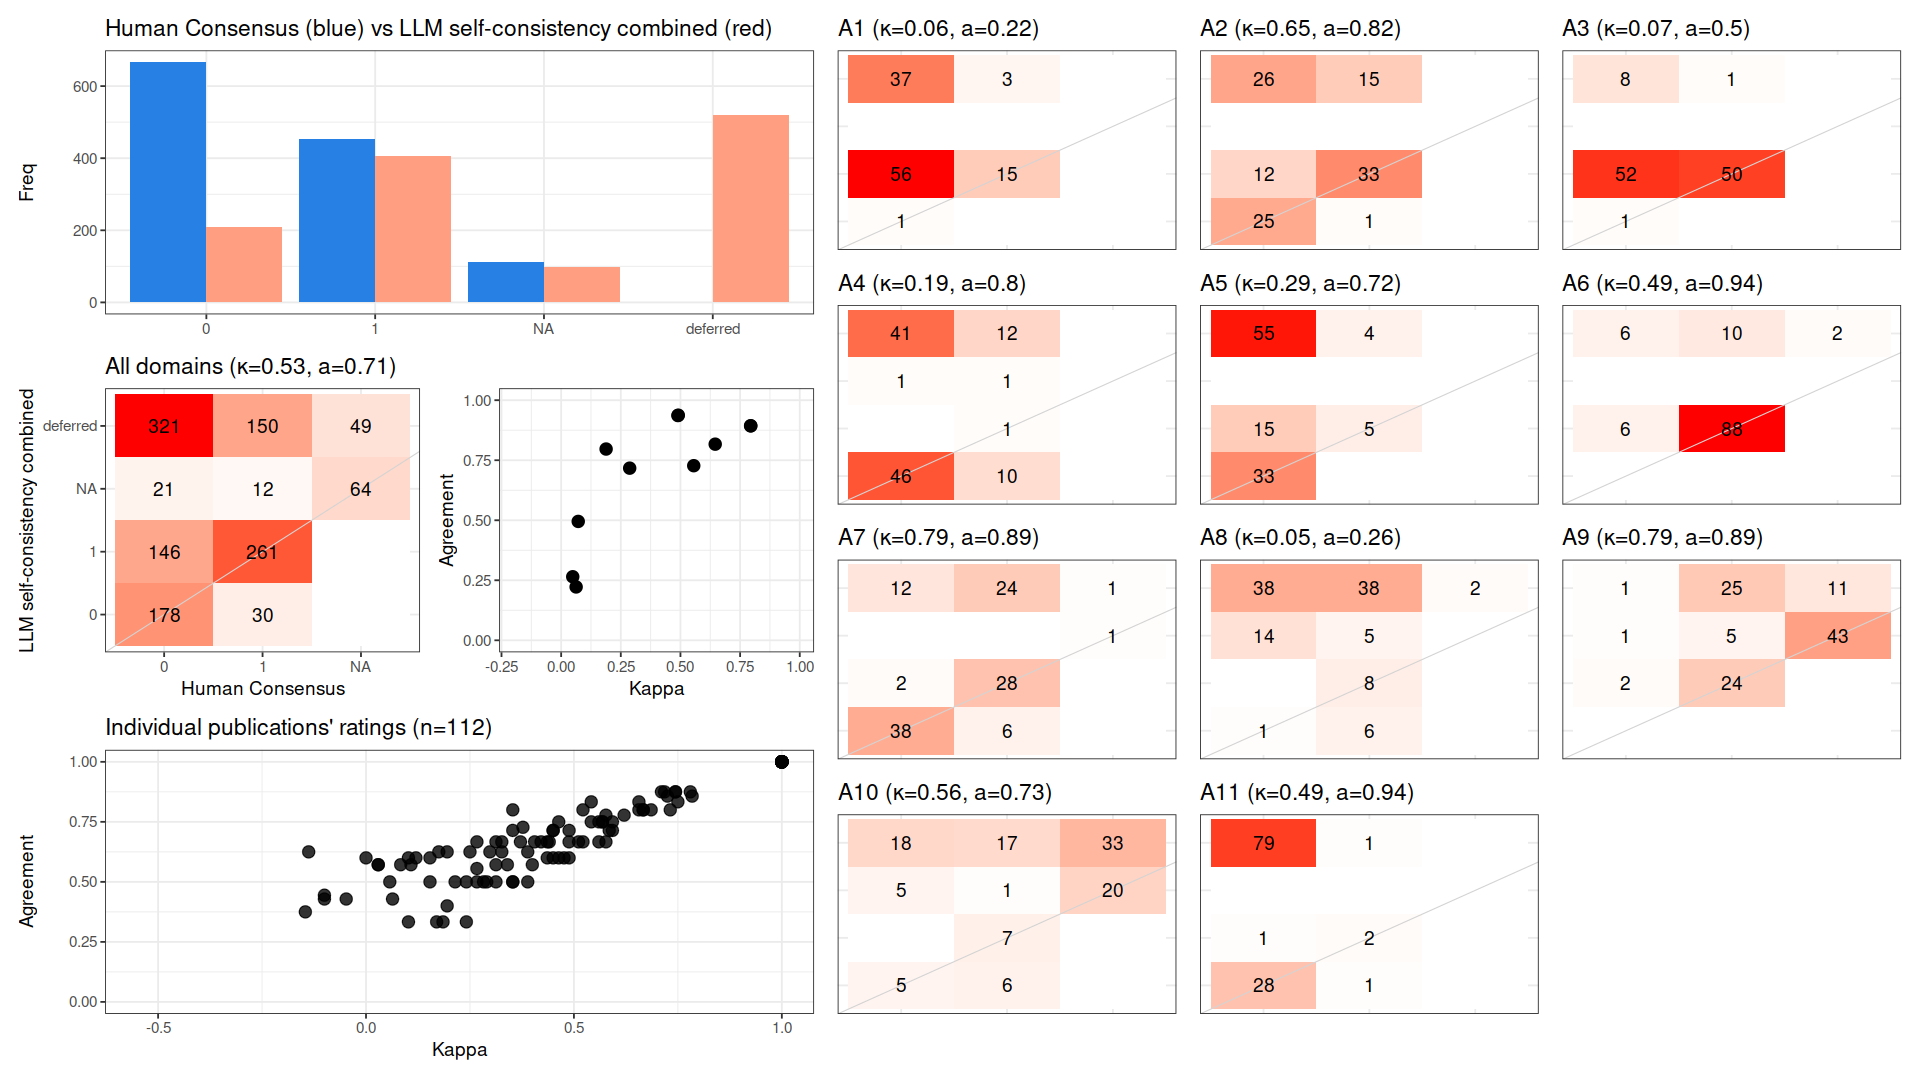 Human Consensus (blue) vs LLM self-consistency combined (red)
Freq
600
400
200
0
0 1 NA deferred
All domains (κ=0.53, a=0.71)
LLM self-consistency combined
deferred 321 150 49
NA 21 12 64
1 146 261
0 178 30
0 1 NA
Human Consensus
Agreement
1.00
0.75
0.50
0.25
0.00
-0.25 0.00 0.25 0.50 0.75 1.00
Kappa
Individual publications' ratings (n=112)
Agreement
1.00
0.75
0.50
0.25
0.00
-0.5 0.0 0.5 1.0
Kappa
A1 (κ=0.06, a=0.22)
37 3
56 15
1
A2 (κ=0.65, a=0.82)
26 15
12 33
25 1
A3 (κ=0.07, a=0.5)
8 1
52 50
1
A4 (κ=0.19, a=0.8)
41 12
1 1
1
46 10
A5 (κ=0.29, a=0.72)
55 4
15 5
33
A6 (κ=0.49, a=0.94)
6 10 2
6 88
A7 (κ=0.79, a=0.89)
12 24 1
1
2 28
38 6
A8 (κ=0.05, a=0.26)
38 38 2
14 5
8
1 6
A9 (κ=0.79, a=0.89)
1 25 11
1 5 43
2 24
A10 (κ=0.56, a=0.73)
18 17 33
5 1 20
7
5 6
A11 (κ=0.49, a=0.94)
79 1
1 2
28 1